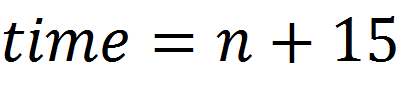 time = n + 15